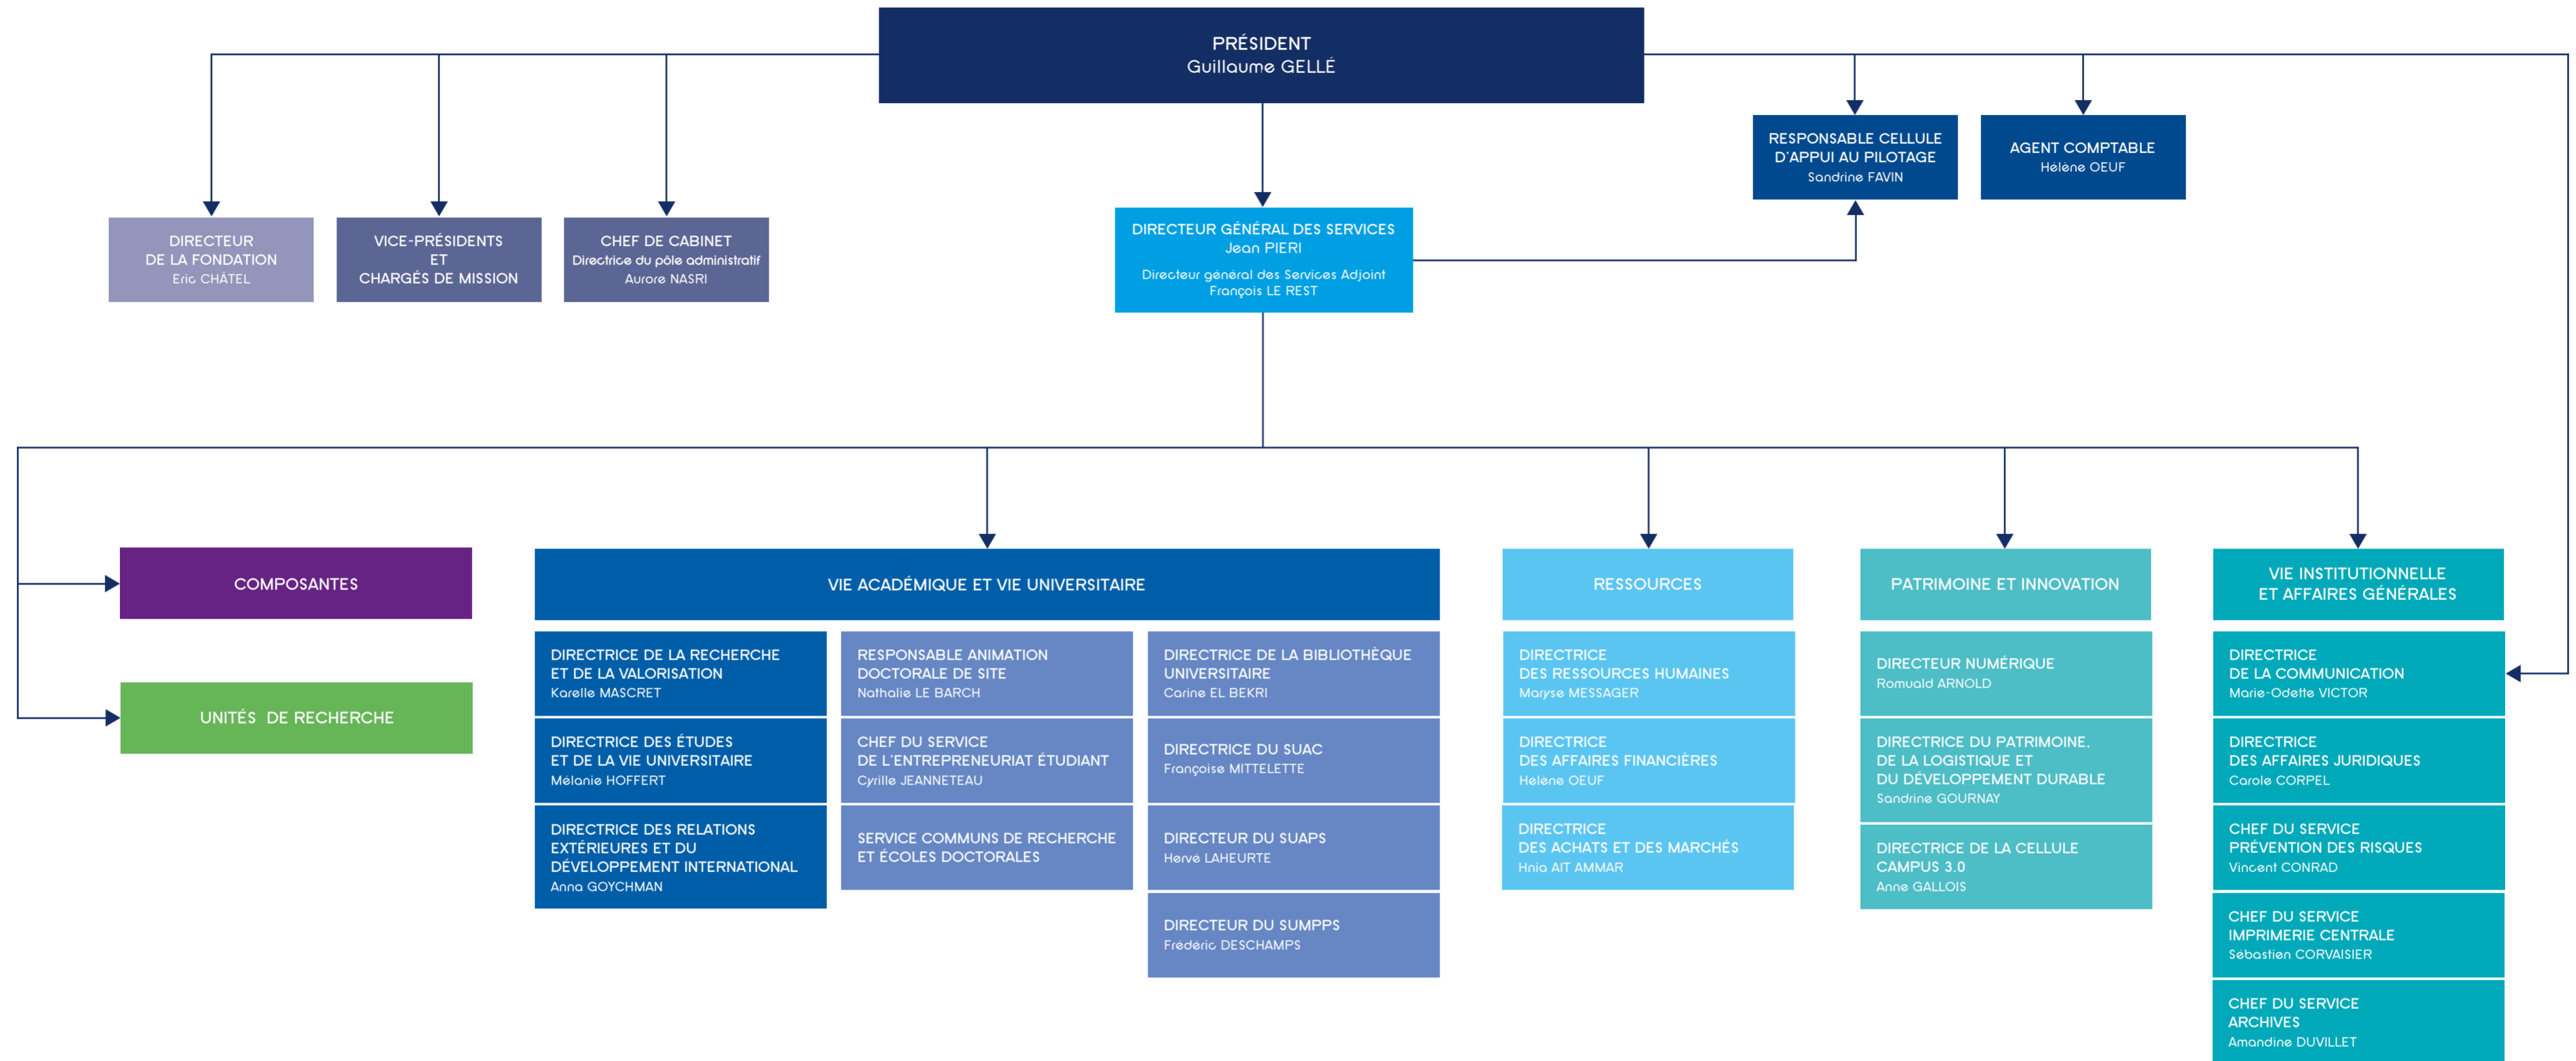 PRÉSIDENT
Guillaume GELLÉ
RESPONSABLE CELLULE
D'APPUI AU PILOTAGE
Sandrine FAVIN
AGENT COMPTABLE
Hélène OEUF
DIRECTEUR
DE LA FONDATION
Eric CHÂTEL
VICE-PRÉSIDENTS
ET
CHARGÉS DE MISSION
CHEF DE CABINET
Directrice du pôle administratif
Aurore NASRI
DIRECTEUR GÉNÉRAL DES SERVICES
Jean PIERI
Directeur général des Services Adjoint
François LE REST
COMPOSANTES
UNITÉS DE RECHERCHE
VIE ACADÉMIQUE ET VIE UNIVERSITAIRE
DIRECTRICE DE LA RECHERCHE
ET DE LA VALORISATION
Karelle MASCRET
DIRECTRICE DES ÉTUDES
ET DE LA VIE UNIVERSITAIRE
Mélanie HOFFERT
DIRECTRICE DES RELATIONS
EXTÉRIEURES ET DU
DÉVELOPPEMENT INTERNATIONAL
Anna GOYCHMAN
RESPONSABLE ANIMATION
DOCTORALE DE SITE
Nathalie LE BARCH
CHEF DU SERVICE
DE L'ENTREPRENEURIAT ÉTUDIANT
Cyrille JEANNETEAU
SERVICE COMMUNS DE RECHERCHE
ET ÉCOLES DOCTORALES
DIRECTRICE DE LA BIBLIOTHÈQUE
UNIVERSITAIRE
Carine EL BEKRI
DIRECTRICE DU SUAC
Françoise MITTELETTE
DIRECTEUR DU SUAPS
Hervé LAHEURTE
DIRECTEUR DU SUMPPS
Frédéric DESCHAMPS
RESSOURCES
DIRECTRICE
DES RESSOURCES HUMAINES
Maryse MESSAGER
DIRECTRICE
DES AFFAIRES FINANCIÈRES
Hélène OEUF
DIRECTRICE
DES ACHATS ET DES MARCHÉS
Hnia AIT AMMAR
PATRIMOINE ET INNOVATION
DIRECTEUR NUMÉRIQUE
Romuald ARNOLD
DIRECTRICE DU PATRIMOINE,
DE LA LOGISTIQUE ET
DU DÉVELOPPEMENT DURABLE
Sandrine GOURNAY
DIRECTRICE DE LA CELLULE
CAMPUS 3.0
Anne GALLOIS
VIE INSTITUTIONNELLE
ET AFFAIRES GÉNÉRALES
DIRECTRICE
DE LA COMMUNICATION
Marie-Odette VICTOR
DIRECTRICE
DES AFFAIRES JURIDIQUES
Carole CORPEL
CHEF DU SERVICE
PRÉVENTION DES RISQUES
Vincent CONRAD
CHEF DU SERVICE
IMPRIMERIE CENTRALE
Sébastien CORVAISIER
CHEF DU SERVICE
ARCHIVES
Amandine DUVILLET